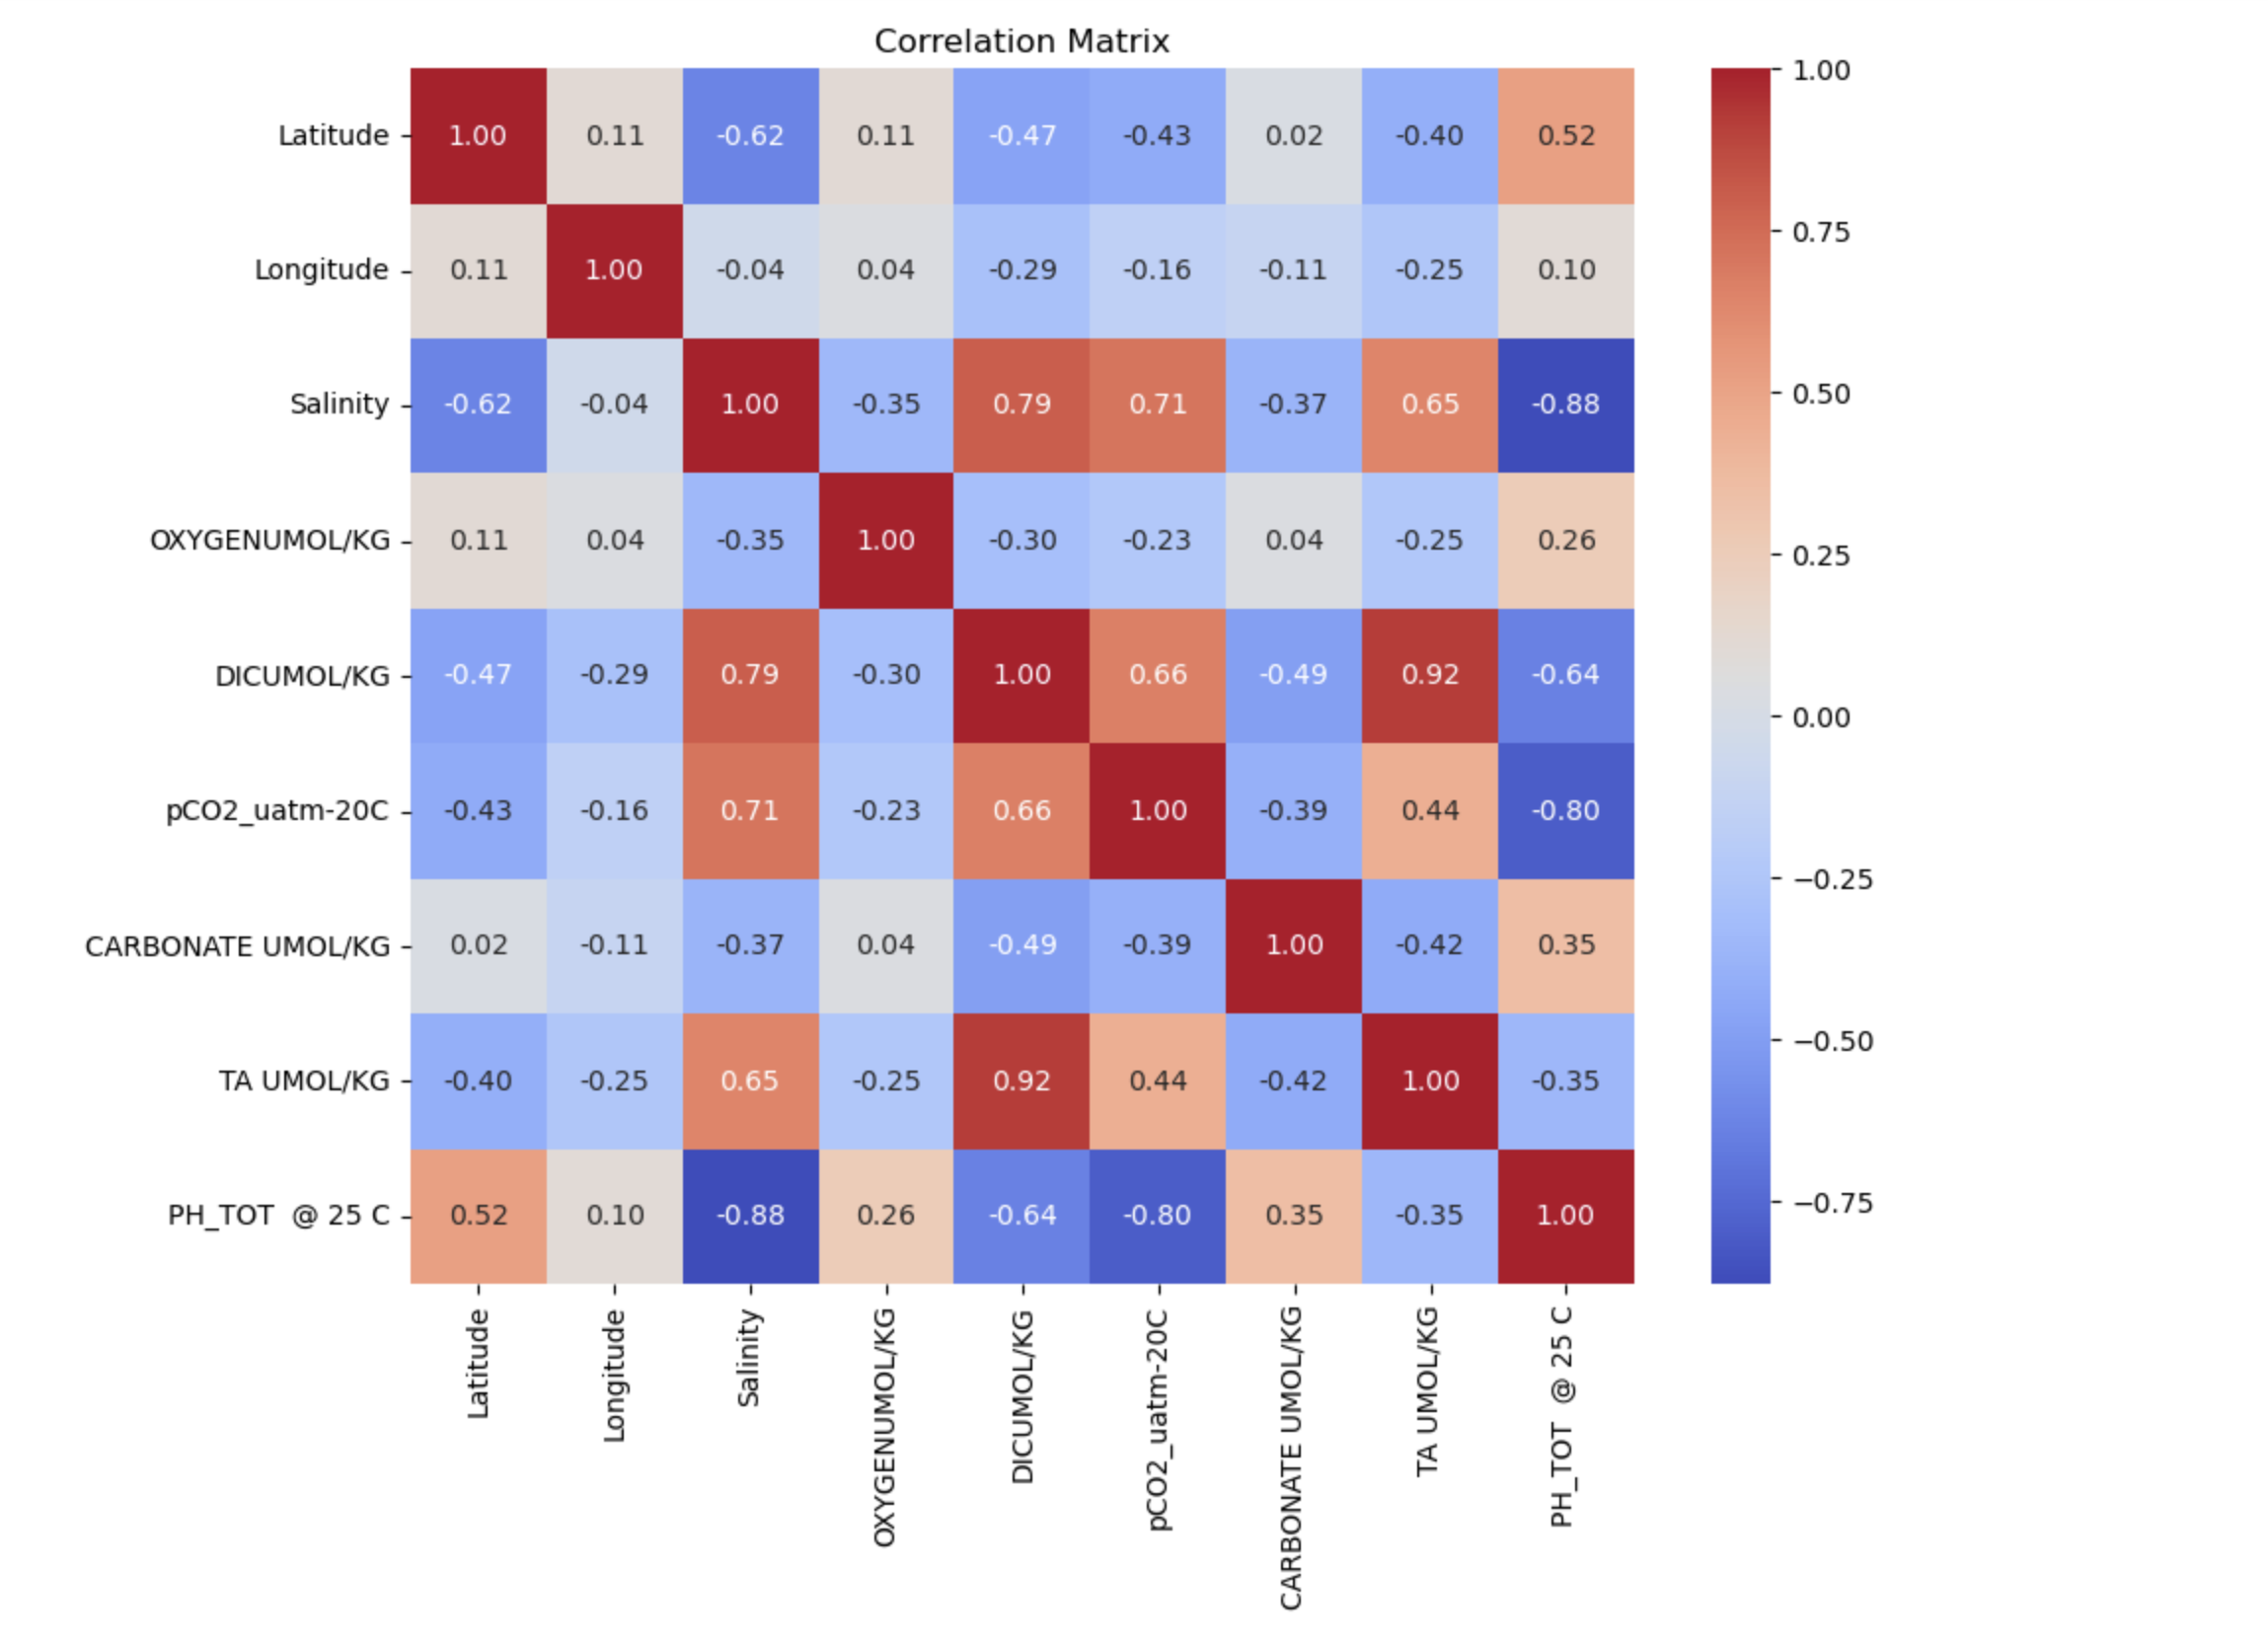 Correlation Matrix
Latitude 1.00 0.11 -0.62 0.11 -0.47 -0.43 0.02 -0.40 0.52
Longitude 0.11 1.00 -0.04 0.04 -0.29 -0.16 -0.11 -0.25 0.10
Salinity -0.62 -0.04 1.00 -0.35 0.79 0.71 -0.37 0.65 -0.88
OXYGENUMOL/KG 0.11 0.04 -0.35 1.00 -0.30 -0.23 0.04 -0.25 0.26
DICUMOL/KG -0.47 -0.29 0.79 -0.30 1.00 0.66 -0.49 0.92 -0.64
pCO2_uatm-20C -0.43 -0.16 0.71 -0.23 0.66 1.00 -0.39 0.44 -0.80
CARBONATE UMOL/KG 0.02 -0.11 -0.37 0.04 -0.49 -0.39 1.00 -0.42 0.35
TA UMOL/KG -0.40 -0.25 0.65 -0.25 0.92 0.44 -0.42 1.00 -0.35
PH_TOT  @ 25 C 0.52 0.10 -0.88 0.26 -0.64 -0.80 0.35 -0.35 1.00
Latitude
Longitude
Salinity
OXYGENUMOL/KG
DICUMOL/KG
pCO2_uatm-20C
CARBONATE UMOL/KG
TA UMOL/KG
PH_TOT  @ 25 C
1.00
0.75
0.50
0.25
0.00
−0.25
−0.50
−0.75